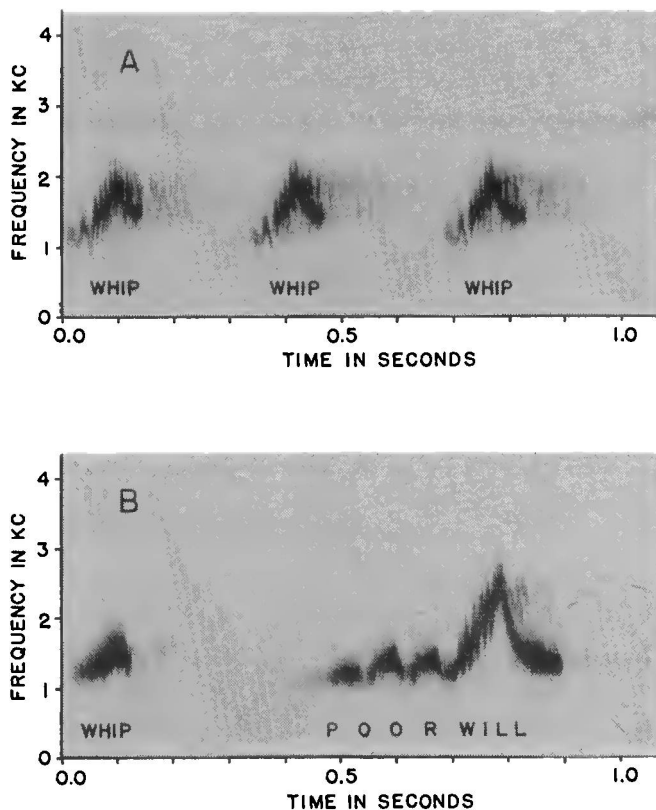 A
FREQUENCY IN KC
4
3
2
1
0
WHIP WHIP WHIP
0.0 0.5 1.0
TIME IN SECONDS
B
FREQUENCY IN KC
4
3
2
1
0
WHIP P O O R WILL
0.0 0.5 1.0
TIME IN SECONDS